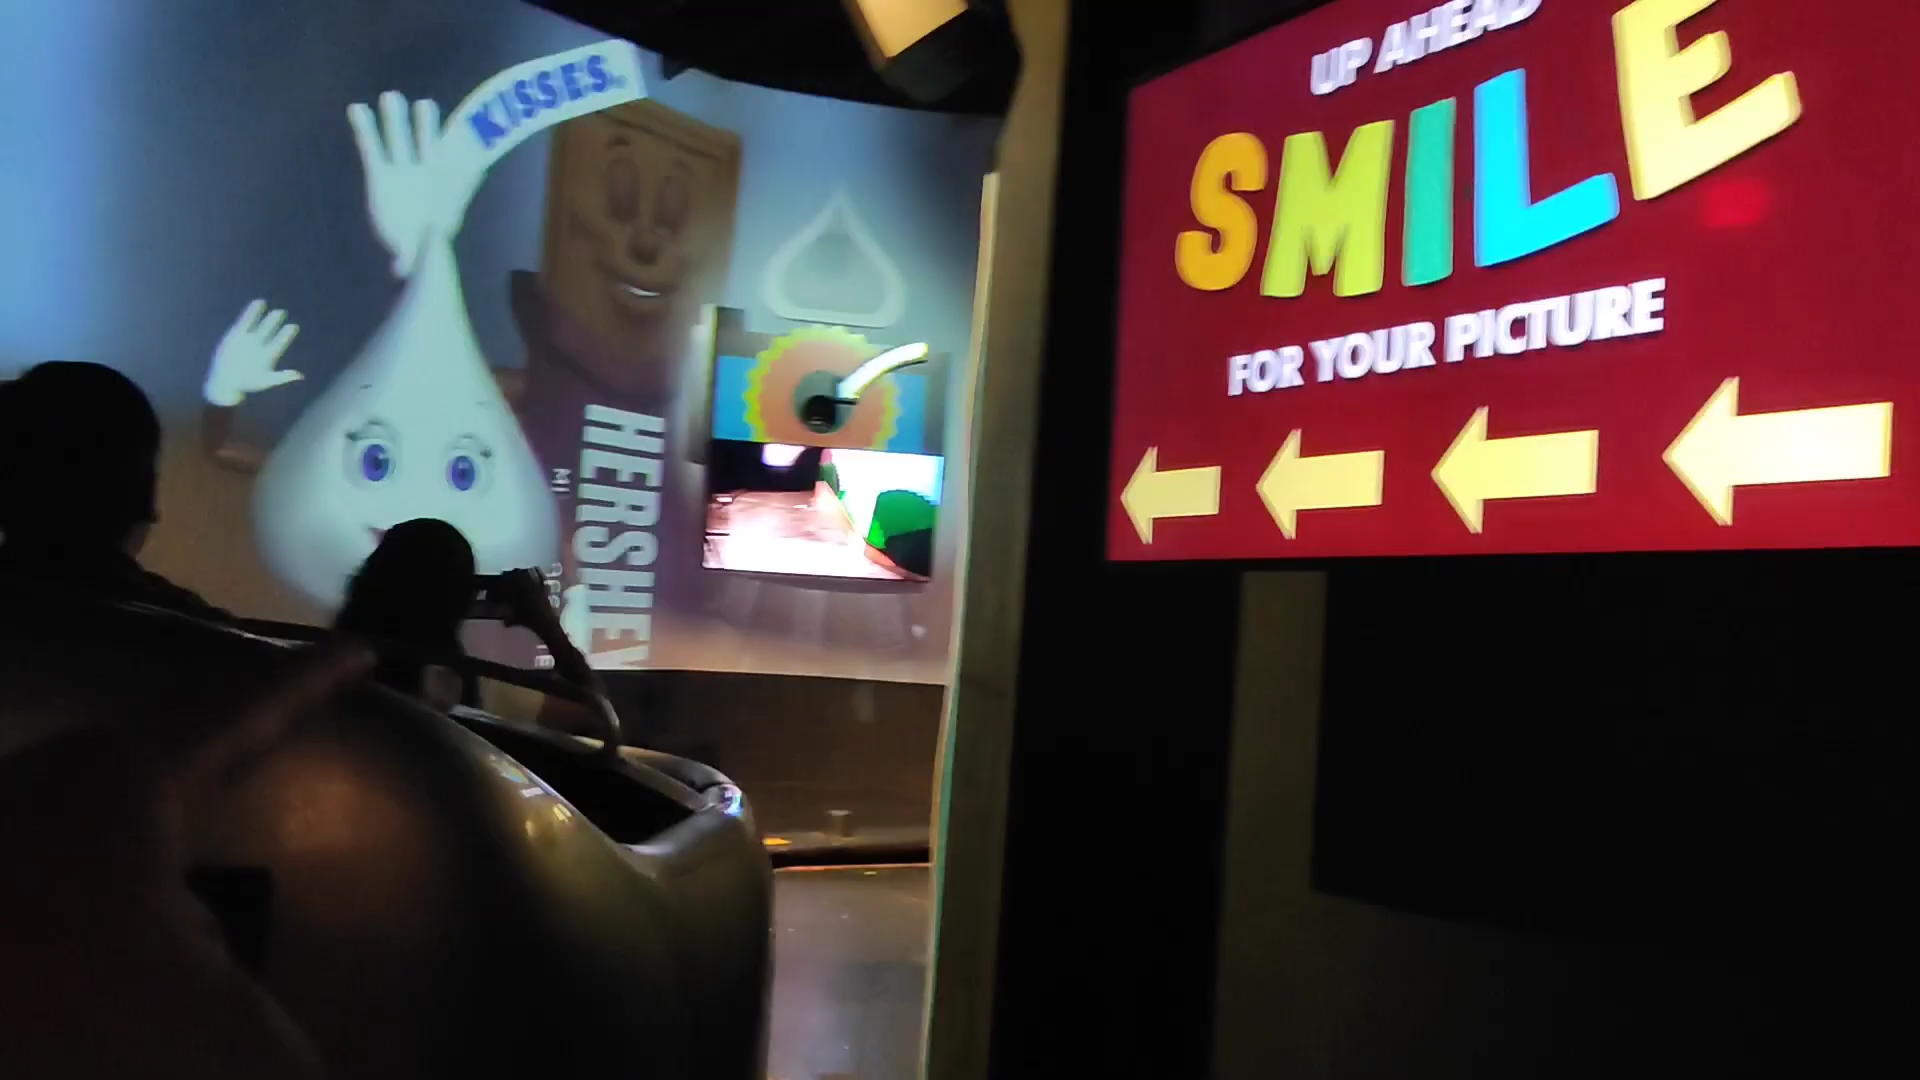 KISSES.
HERSHEY
UP AHEAD
SMILE
FOR YOUR PICTURE